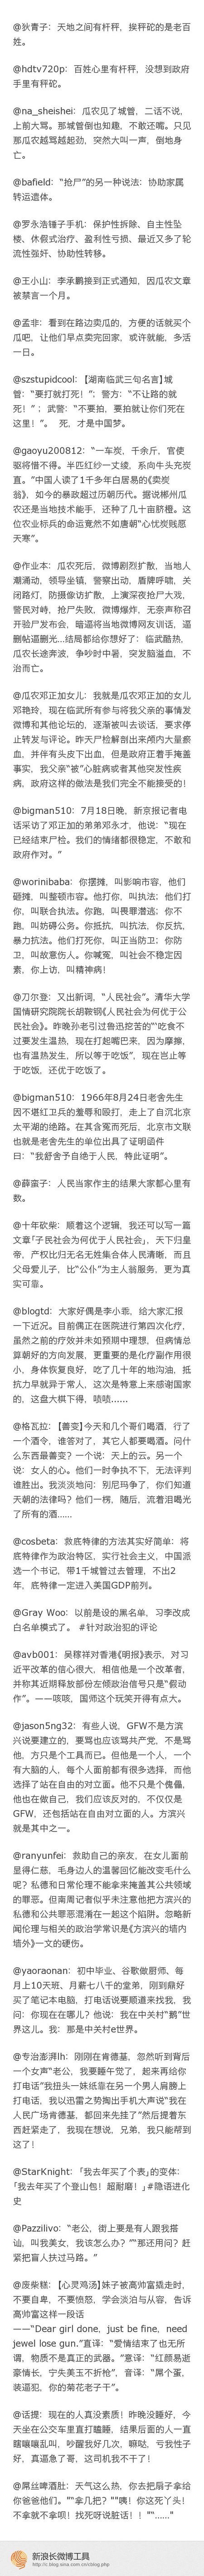 @狄青子：天地之间有杆秤，挨秤砣的是老百
姓。
@hdtv720p：百姓心里有杆秤，没想到政府
手里有秤砣。
@na_sheishei：瓜农见了城管，二话不说，
上前大骂。那城管倒也知趣，不敢还嘴。只见
那瓜农越骂越起劲，突然大叫一声，倒地身
亡。
@bafield：“抢尸”的另一种说法：协助家属
转运遗体。
@罗永浩锤子手机：保护性拆除、自主性坠
楼、休假式治疗、盈利性亏损、最近又多了轮
流性强奸、协助性转移。
@王小山：李承鹏接到正式通知，因瓜农文章
被禁言一个月。
@孟非：看到在路边卖瓜的，方便的话就买个
瓜吧，让他们早点卖完回家，或许就能，多活
一日。
@szstupidcool：【湖南临武三句名言】城
管：“要打就打死！”；警方：“不让路的就
死！”；武警：“不要拍，要拍就让你们死在
这里！”。 死，才是中国梦。
@gaoyu200812：“一车炭，千余斤，官使
驱将惜不得。半匹红纱一丈绫，系向牛头充炭
直。”中国人读了1千多年白居易的《卖炭
翁》，如今的暴政超过历朝历代。据说郴州瓜
农还是当地技术能手，还种了几十亩脐橙。这
位农业标兵的命运竟然不如唐朝“心忧炭贱愿
天寒”。
@作业本：瓜农死后，微博剧烈扩散，当地人
潮涌动，领导坐镇，警察出动，盾牌呼啸，关
闭路灯，防摄像访扩散，上演深夜抢尸大戏，
警民对峙，抢尸失败，微博爆炸，无奈声称召
开验尸发布会，暗逼将当地微博网友训话，逼
删帖逼删光...结局都给你想好了：临武酷热，
瓜农长途奔波，争吵时中暑，突发脑溢血，不
治而亡。
@瓜农邓正加女儿：我就是瓜农邓正加的女儿
邓艳玲，现在临武所有参与将我父亲的事情发
微博和其他论坛的，逐渐被叫去谈话，要求停
止转发与评论。昨天尸检解剖出来颅内大量瘀
血，并伴有头皮下出血，但是政府正着手掩盖
事实，我父亲“被”心脏病或者其他突发性疾
病，政府这样的做法是我们完全不能接受的！
@bigman510：7月18日晚，新京报记者电
话采访了邓正加的弟弟邓永才，他说：“现在
已经结束尸检。我们的情绪都很稳定，不敢和
政府作对。”
@worinibaba：你摆摊，叫影响市容，他们
砸摊，叫整顿市容。他打你，叫执法：他们打
你，叫联合执法。你跑，叫畏罪潜逃：你不
跑，叫妨碍公务。你抵抗，叫抗法，你反抗，
暴力抗法。他们打死你，叫正当防卫：你防
卫，叫故意伤人。你喊冤，叫社会不稳定因
素，你上访，叫精神病！
@刀尔登：又出新词，“人民社会”。清华大学
国情研究院院长胡鞍钢《人民社会为何优于公
民社会》。昨晚孙老引过鲁迅挖苦的“‘吃食不
过要发生温热，现在打起嘴巴来，因为摩擦，
也有温热发生，所以等于吃饭”，现在岂止等
于吃饭，还优于吃饭了。
@bigman510：1966年8月24日老舍先生
因不堪红卫兵的羞辱和殴打，走上了自沉北京
太平湖的绝路。在其含冤而死后，北京市文联
也就是老舍先生的单位出具了证明函件
曰：“我舒舍予自绝于人民，特此证明”。
@薛蛮子：人民当家作主的结果大家都心里有
数。
@十年砍柴：顺着这个逻辑，我还可以写一篇
文章「子民社会为何优于人民社会」，天下归皇
帝，产权比归无名无姓集合体人民清晰，而且
父母爱儿子，比“公仆”为主人翁服务，更为真
实可靠。
@blogtd：大家好偶是李小乖，给大家汇报
一下近况。目前偶正在医院进行第四次化疗，
虽然之前的疗效并未如预期中理想，但病情总
算朝好的方向发展，更重要的是化疗副作用很
小，身体恢复良好，吃了几十年的地沟油，抵
抗力早就异于常人，这次是特意上来感谢国家
的，这盘大棋下得，啧啧......
@格瓦拉：【善变】今天和几个哥们喝酒，行了
一个酒令，谁答对了，其它人都要喝酒。问什
么东西最善变？一个说：天上的云。另一个
说：女人的心。他们一时争执不下，无法评判
谁胜出。我淡淡地问：别尼玛争了，你们知道
天朝的法律吗？他们一愣，随后，流着泪喝光
了所有的酒......
@cosbeta：救底特律的方法其实好简单：将
底特律作为政治特区，实行社会主义，中国派
选一个书记，带1千城管过去管理，不出2
年，底特律一定进入美国GDP前列。
@Gray Woo：以前是设的黑名单，习李改成
白名单模式了。 #针对政治犯的评论
@avb001：吴稼祥对香港《明报》表示，对习
近平改革的信心很大，相信他是一个改革者，
并称其近期释放部份左倾政治信号只是“假动
作”。——咳咳，国师这个玩笑开得有点大。
@jason5ng32：有些人说，GFW不是方滨
兴说要建立的，要骂也应该骂共产党，不是骂
他，方只是个工具而已。但他是一个人，一个
有大脑的人，每个人面前都有很多选择，而他
选择了站在自由的对立面。他不只是个傀儡，
他也在做自己，我们应该反对的，不仅仅是
GFW，还包括站在自由对立面的人。方滨兴
就是其中之一。
@ranyunfei：救助自己的亲友，在女儿面前
显得仁慈，毛身边人的温馨回忆能改变毛什么
呢？私德和日常伦理不能拿来掩盖其公共领域
的罪恶。但南周记者似乎未注意他把方滨兴的
私德和公共罪恶混淆在一起这个陷阱。忽略新
闻伦理与相关的政治学常识是《方滨兴的墙内
墙外》一文的硬伤。
@yaoraonan：初中毕业、谷歌做厨师、每
月上10天班、月薪七八千的堂弟，刚到鼎好
买了笔记本电脑，打电话说要顺道来找我，我
问：你现在在哪儿？他说：我在中关村“鹅”世
界这儿。我：那是中关村e世界。
@专治澎湃lh：刚刚在肯德基，忽然听到背后
一个女声“老公，我要睡午觉了，起来再给你
打电话”我扭头一妹纸靠在另一个男人肩膀上
打电话，我以迅雷之势掏出手机大声说“我在
人民广场肯德基，都回来先挂了”然后提着东
西赶紧走了，我现在想说，兄弟，我只能帮到
这了！
@StarKnight：「我去年买了个表」的变体:
「我去年买了个登山包！超耐磨！」#隐语进化
史
@Pazzilivo：“老公，街上要是有人跟我搭
讪，叫我美女，我该怎么办？”“那还用问？赶
紧把盲人扶过马路。”
@废柴糕：【心灵鸡汤】妹子被高帅富撬走时，
不要自卑，不要愤怒，学会淡泊与从容，告诉
高帅富这样一段话
——“Dear girl done，just be fine，need
jewel lose gun.”直译：“爱情结束了也无所
谓，物质不是真正的武器。”意译：“红颜易逝
豪情长，宁失美玉不折枪”，音译：“屌个蛋，
装逼犯，你的菊花老子干”。
@话提：现在的人真没素质！昨晚没睡好，今
天坐在公交车里直打瞌睡，结果后面的人一直
瞎嚷嚷乱叫，吵醒我好几次，嘛哒，亏我性子
好，真逼急了哥，这司机我不干了！
@屌丝啤酒肚：天气这么热，你去把扇子拿给
你爸爸他们。”“拿几把？”“咦！你这死丫头！
不拿就不拿呗！找死呀说脏话！！”“......“
新浪长微博工具
http://c.blog.sina.com.cn/cblog.php